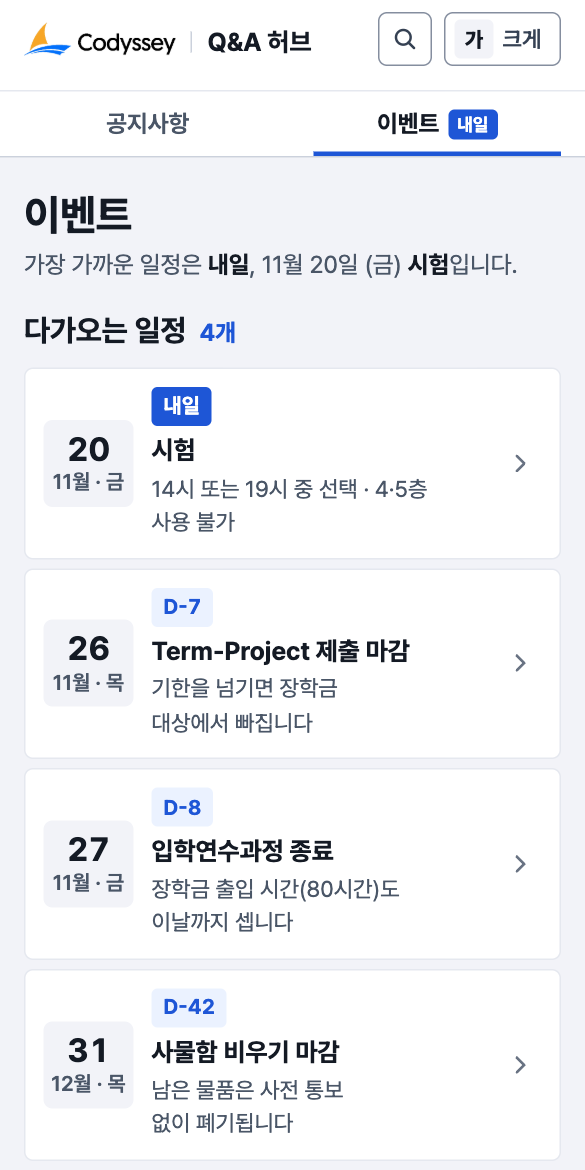 Codyssey | Q&A 허브
가 크게
공지사항
이벤트 내일
이벤트
가장 가까운 일정은 내일, 11월 20일 (금) 시험입니다.
다가오는 일정 4개
내일
20
11월 · 금
시험
14시 또는 19시 중 선택 · 4·5층
사용 불가
D-7
26
11월 · 목
Term-Project 제출 마감
기한을 넘기면 장학금
대상에서 빠집니다
D-8
27
11월 · 금
입학연수과정 종료
장학금 출입 시간(80시간)도
이날까지 셉니다
D-42
31
12월 · 목
사물함 비우기 마감
남은 물품은 사전 통보
없이 폐기됩니다